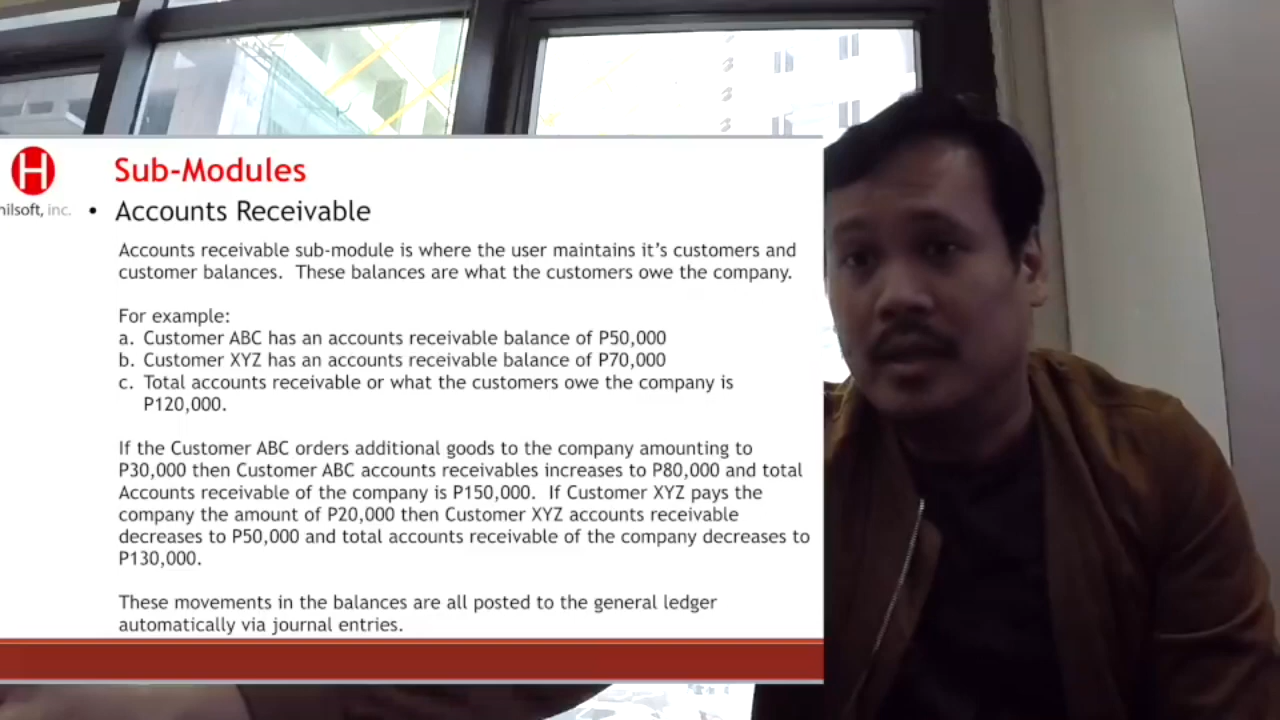 Sub-Modules
hilsoft, inc.
• Accounts Receivable
Accounts receivable sub-module is where the user maintains it's customers and
customer balances. These balances are what the customers owe the company.
For example:
a. Customer ABC has an accounts receivable balance of P50,000
b. Customer XYZ has an accounts receivable balance of P70,000
c. Total accounts receivable or what the customers owe the company is
P120,000.
If the Customer ABC orders additional goods to the company amounting to
P30,000 then Customer ABC accounts receivables increases to P80,000 and total
Accounts receivable of the company is P150,000. If Customer XYZ pays the
company the amount of P20,000 then Customer XYZ accounts receivable
decreases to P50,000 and total accounts receivable of the company decreases to
P130,000.
These movements in the balances are all posted to the general ledger
automatically via journal entries.